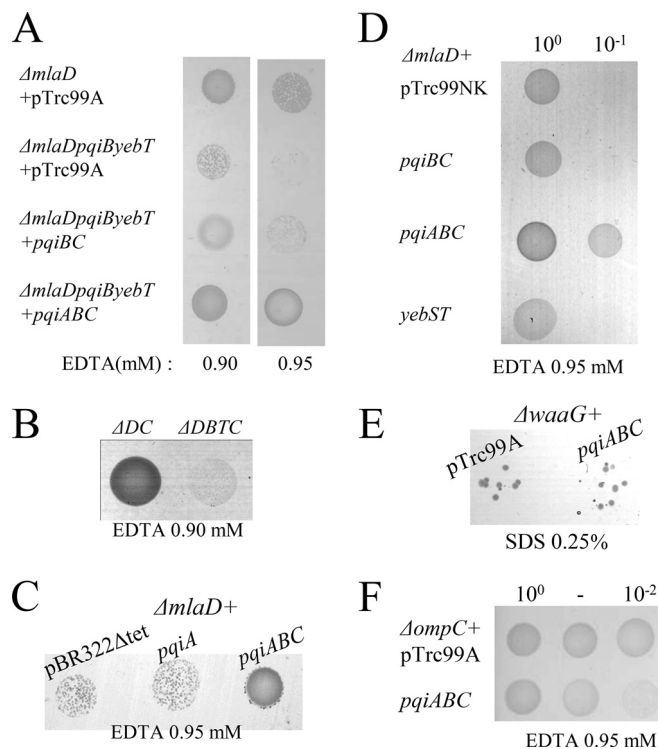 A
ΔmlaD
+pTrc99A
ΔmlaDpqiByebT
+pTrc99A
ΔmlaDpqiByebT
+pqiBC
ΔmlaDpqiByebT
+pqiABC
EDTA(mM) : 0.90 0.95
B
ΔDC ΔDBTC
EDTA 0.90 mM
C
ΔmlaD+
pBR322Δtet pqiA pqiABC
EDTA 0.95 mM
D
10⁰ 10⁻¹
ΔmlaD+
pTrc99NK
pqiBC
pqiABC
yebST
EDTA 0.95 mM
E
ΔwaaG+
pTrc99A pqiABC
SDS 0.25%
F
10⁰ - 10⁻²
ΔompC+
pTrc99A
pqiABC
EDTA 0.95 mM